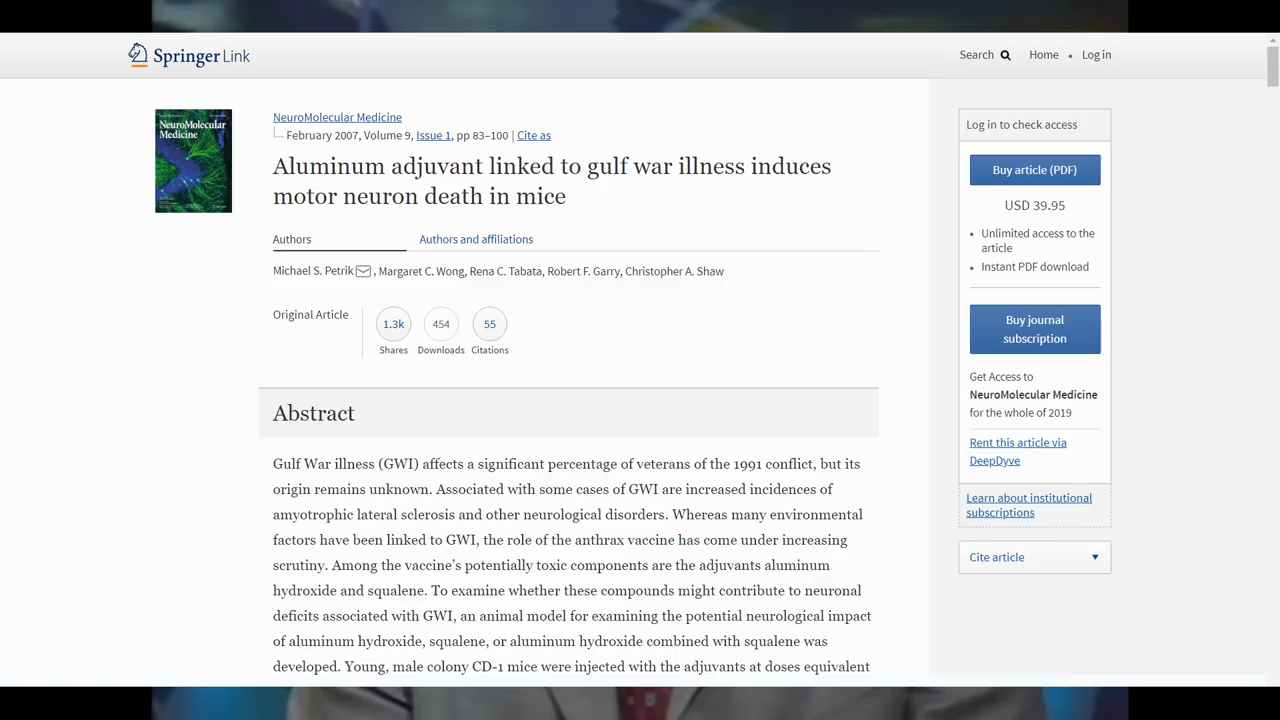 Springer Link
Search
Home • Log in
NeuroMolecular
Medicine
NeuroMolecular Medicine
February 2007, Volume 9, Issue 1, pp 83–100 | Cite as
Aluminum adjuvant linked to gulf war illness induces
motor neuron death in mice
Authors
Authors and affiliations
Michael S. Petrik , Margaret C. Wong, Rena C. Tabata, Robert F. Garry, Christopher A. Shaw
Original Article
1.3k
Shares
454
Downloads
55
Citations
Abstract
Gulf War illness (GWI) affects a significant percentage of veterans of the 1991 conflict, but its
origin remains unknown. Associated with some cases of GWI are increased incidences of
amyotrophic lateral sclerosis and other neurological disorders. Whereas many environmental
factors have been linked to GWI, the role of the anthrax vaccine has come under increasing
scrutiny. Among the vaccine’s potentially toxic components are the adjuvants aluminum
hydroxide and squalene. To examine whether these compounds might contribute to neuronal
deficits associated with GWI, an animal model for examining the potential neurological impact
of aluminum hydroxide, squalene, or aluminum hydroxide combined with squalene was
developed. Young, male colony CD-1 mice were injected with the adjuvants at doses equivalent
Log in to check access
Buy article (PDF)
USD 39.95
• Unlimited access to the
article
• Instant PDF download
Buy journal
subscription
Get Access to
NeuroMolecular Medicine
for the whole of 2019
Rent this article via
DeepDyve
Learn about institutional
subscriptions
Cite article